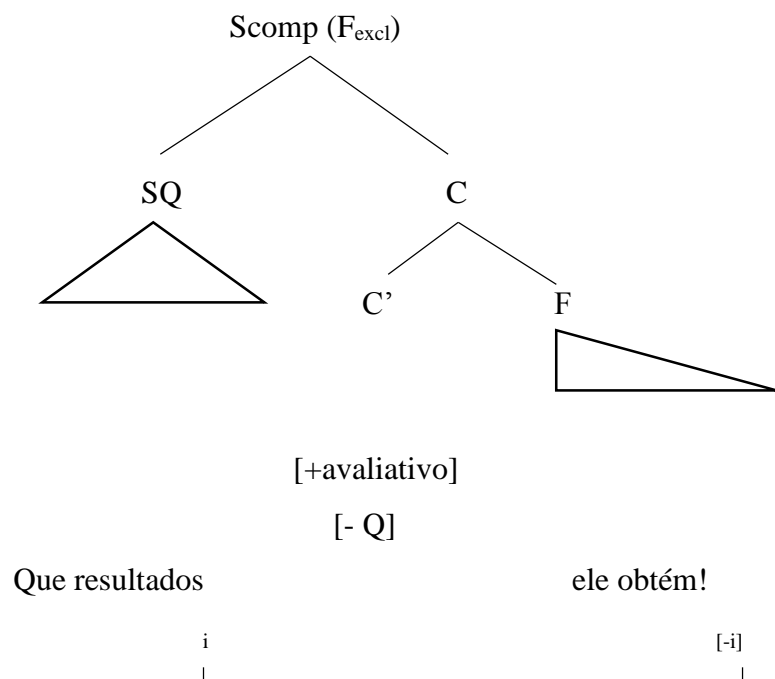 Scomp (Fexcl)
SQ C
C’ F
[+avaliativo]
[- Q]
Que resultados ele obtém!
i [-i]